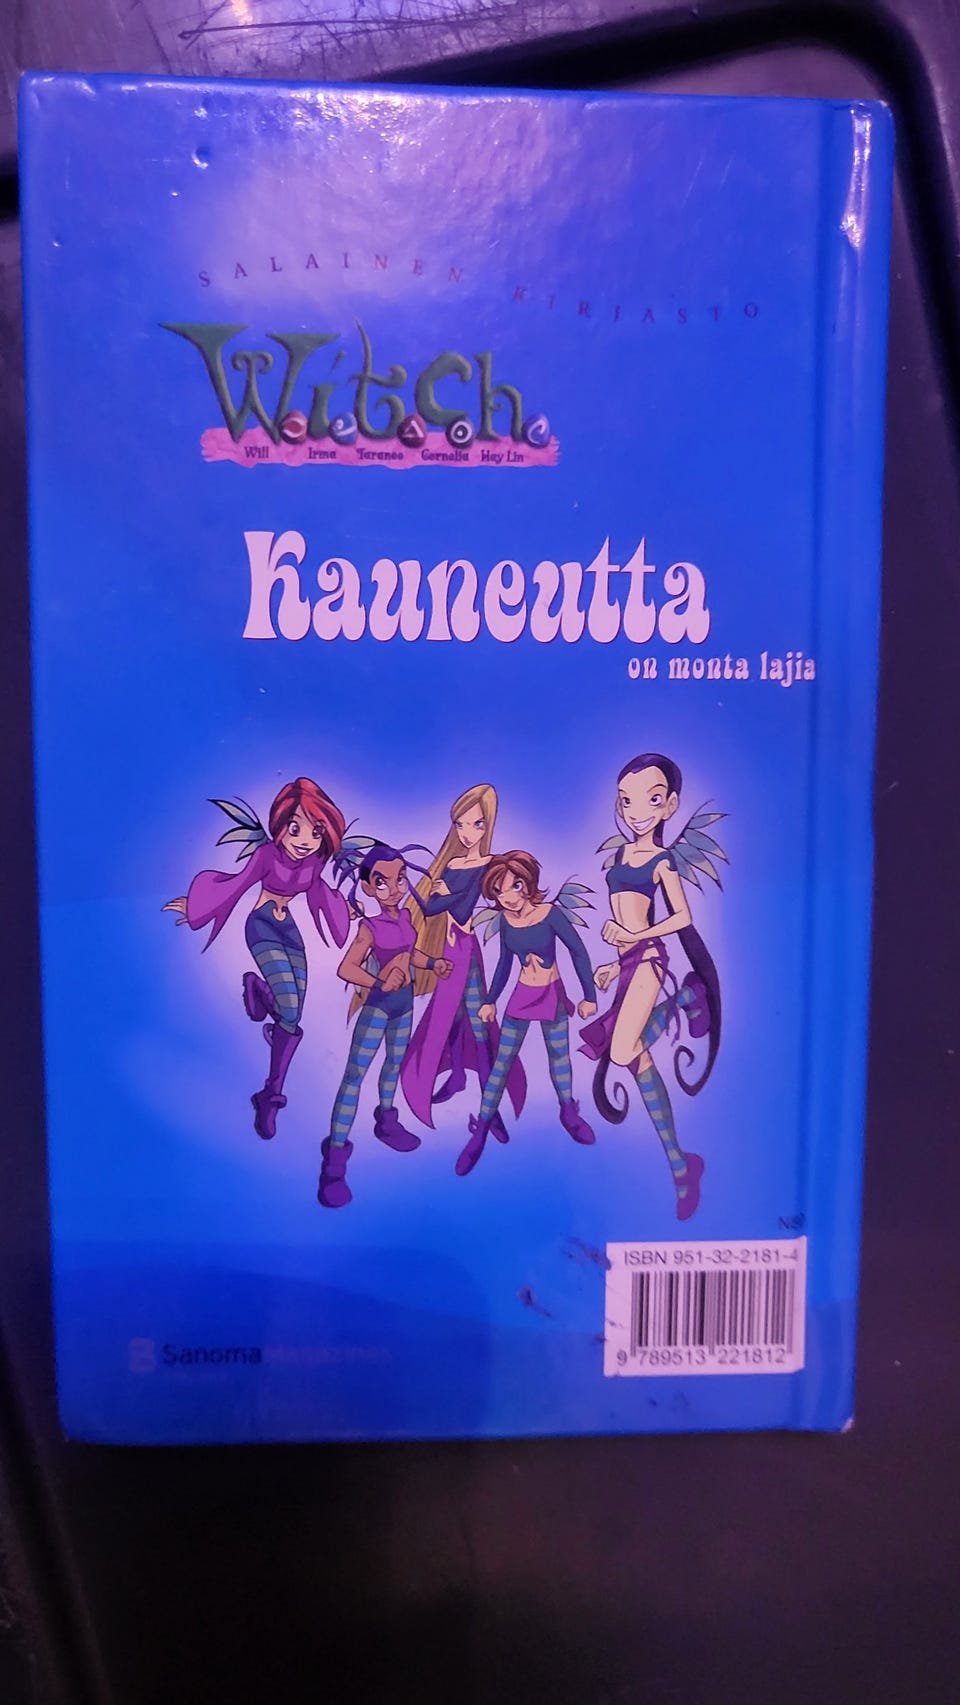 SALAINEN KIRJASTO
W.i.t.c.h.
Will Irma Taranee Cornelia Hay Lin
Kauneutta
on monta lajia
ISBN 951-32-2181-4
9 789513 221812
Sanoma Magazines